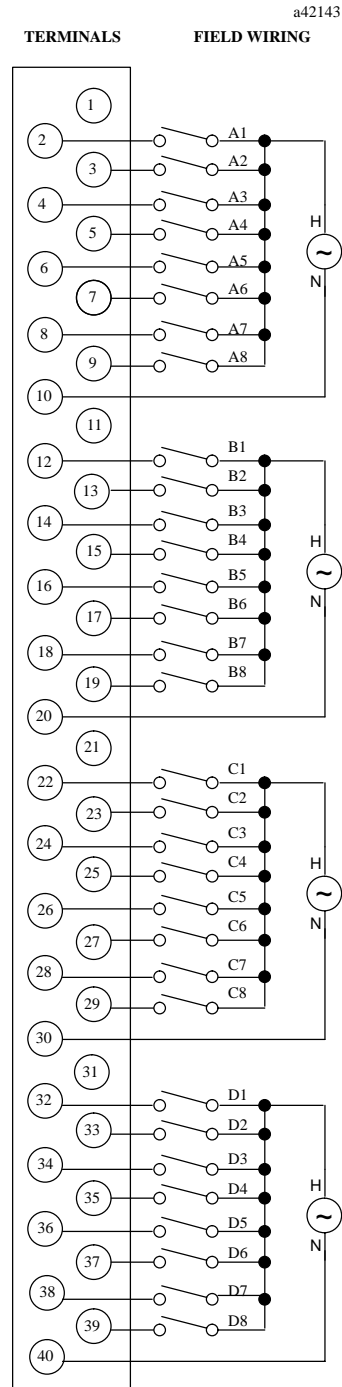 a42143
TERMINALS FIELD WIRING
1
2 A1
3 A2
4 A3
H
5 A4
~
6 A5
N
7 A6
8 A7
9 A8
10
11
12 B1
13 B2
14 B3
H
15 B4
~
16 B5
N
17 B6
18 B7
19 B8
20
21
22 C1
23 C2
24 C3
H
25 C4
~
26 C5
N
27 C6
28 C7
29 C8
30
31
32 D1
33 D2
34 D3
H
35 D4
~
36 D5
N
37 D6
38 D7
39 D8
40